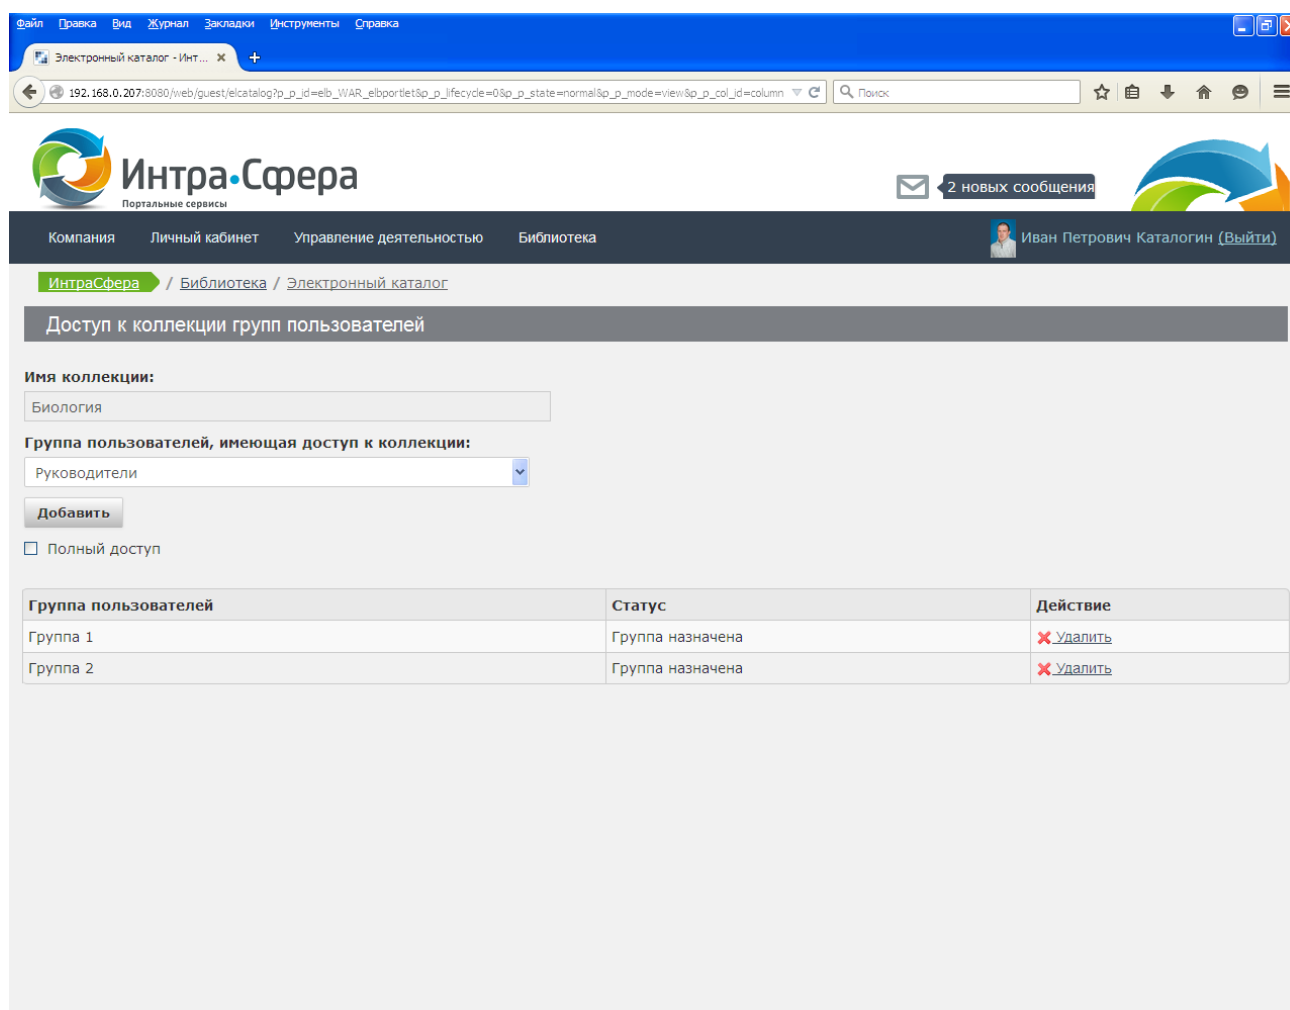 Файл Правка Вид Журнал Закладки Инструменты Справка
Электронный каталог - Инт...
192.168.0.207:8080/web/guest/elcatalog?p_p_id=elb_WAR_elbportlet&p_p_lifecycle=0&p_p_state=normal&p_p_mode=view&p_p_col_id=column Поиск
Интра•Сфера
Портальные сервисы
2 новых сообщения
Компания Личный кабинет Управление деятельностью Библиотека Иван Петрович Каталогин (Выйти)
ИнтраСфера / Библиотека / Электронный каталог
Доступ к коллекции групп пользователей
Имя коллекции:
Биология
Группа пользователей, имеющая доступ к коллекции:
Руководители
Добавить
Полный доступ
Группа пользователей Статус Действие
Группа 1 Группа назначена Удалить
Группа 2 Группа назначена Удалить